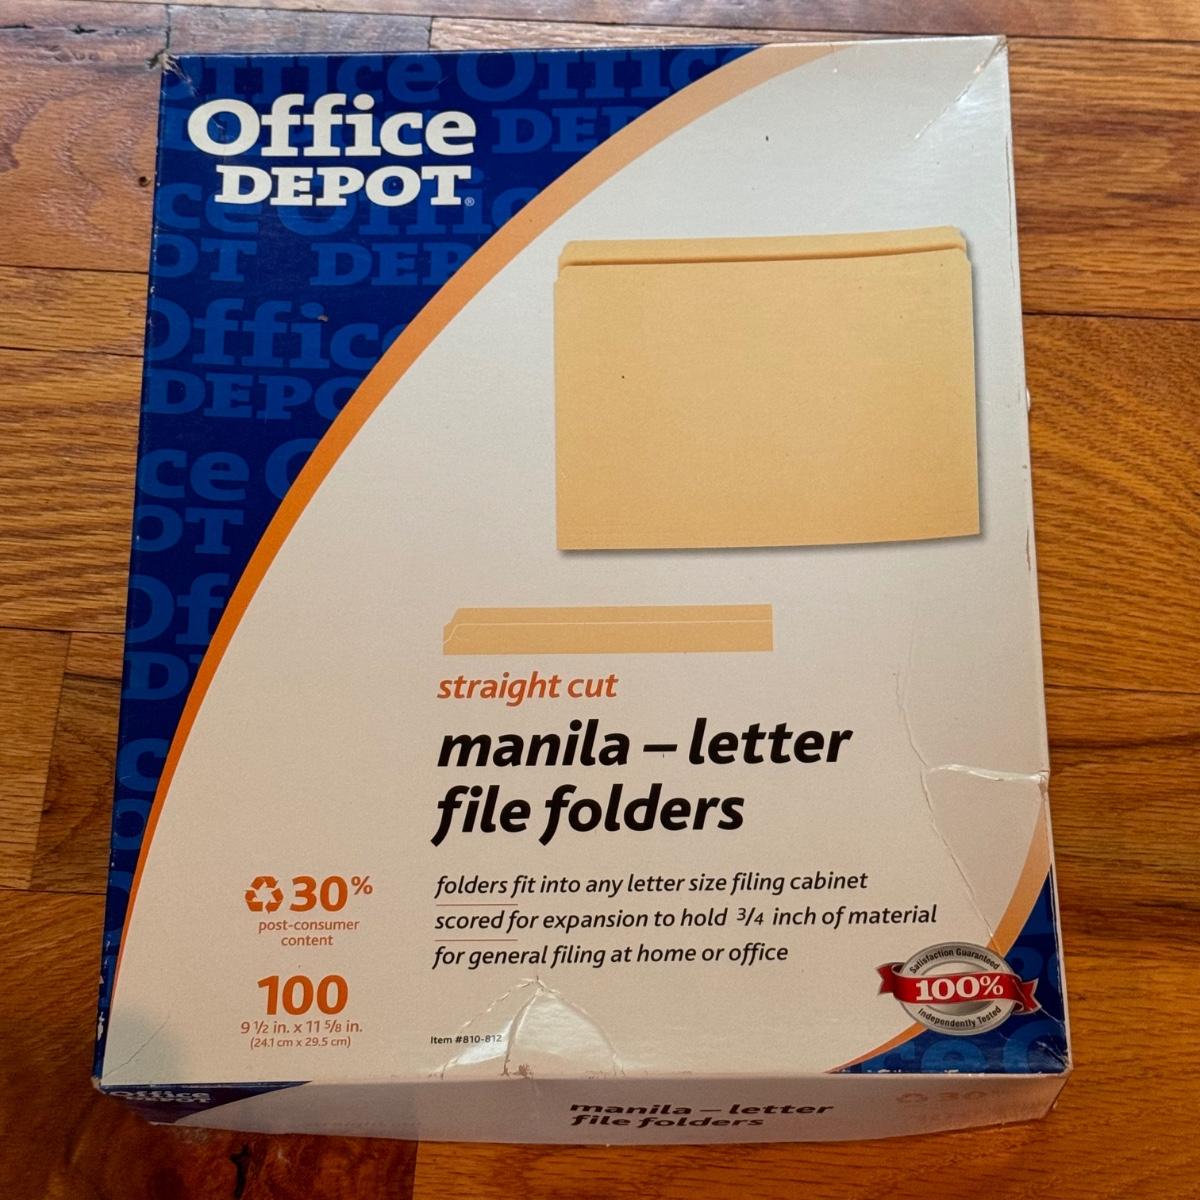 Office
DEPOT®
straight cut
manila – letter
file folders
folders fit into any letter size filing cabinet
scored for expansion to hold 3/4 inch of material
for general filing at home or office
30%
post-consumer
content
100
9 1/2 in. x 11 5/8 in.
(24.1 cm x 29.5 cm)
Item #810-812
Satisfaction Guaranteed
100%
Independently Tested
Office
DEPOT
manila – letter
file folders
30%